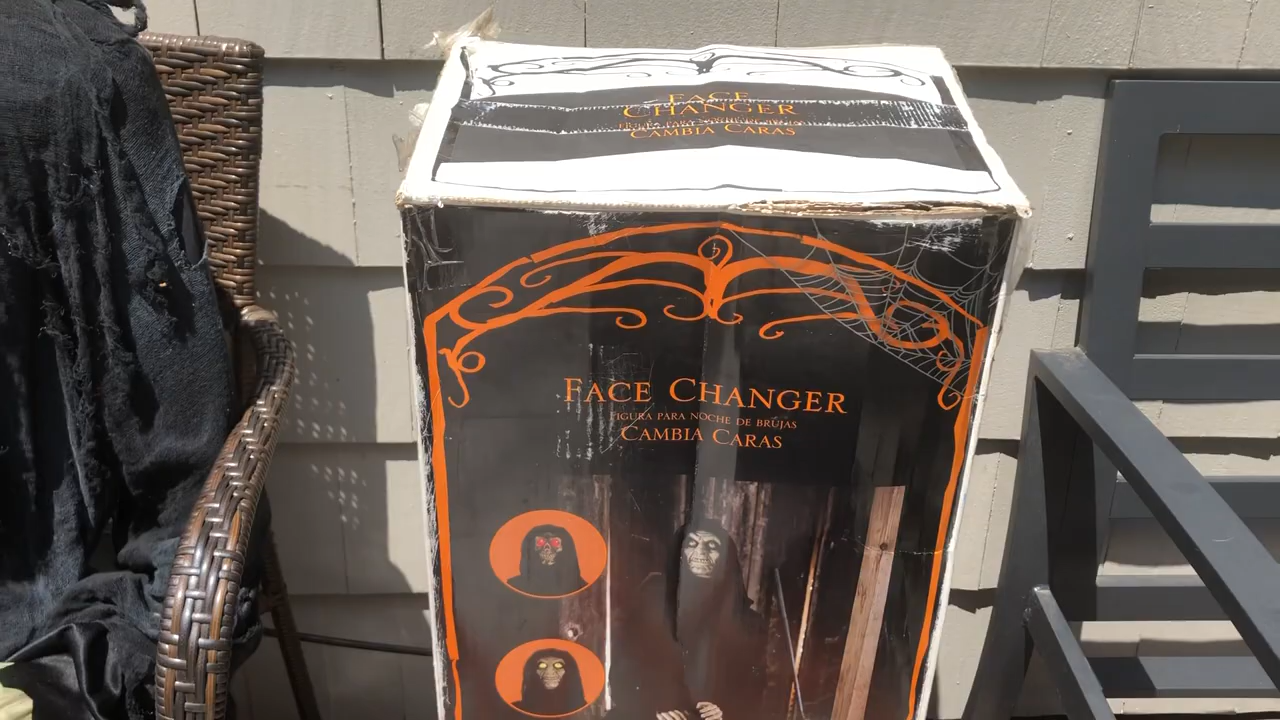 FACE
CHANGER
CAMBIA CARAS
FACE CHANGER
FIGURA PARA NOCHE DE BRUJAS
CAMBIA CARAS